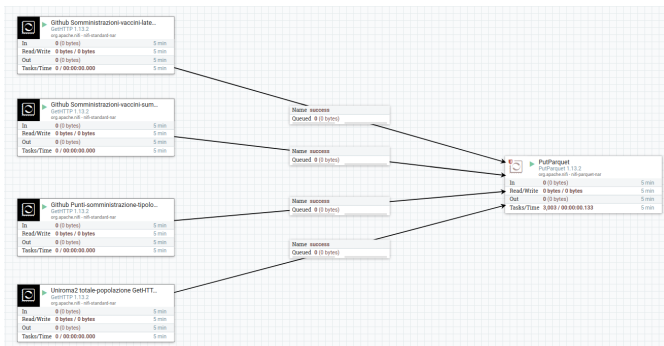 Github Somministrazioni-vaccini-late...
GetHTTP 1.13.2
org.apache.nifi - nifi-standard-nar
In 0 (0 bytes) 5 min
Read/Write 0 bytes / 0 bytes 5 min
Out 0 (0 bytes) 5 min
Tasks/Time 0 / 00:00:00.000 5 min
Github Somministrazioni-vaccini-sum...
GetHTTP 1.13.2
org.apache.nifi - nifi-standard-nar
In 0 (0 bytes) 5 min
Read/Write 0 bytes / 0 bytes 5 min
Out 0 (0 bytes) 5 min
Tasks/Time 0 / 00:00:00.000 5 min
Github Punti-somministrazione-tipolo...
GetHTTP 1.13.2
org.apache.nifi - nifi-standard-nar
In 0 (0 bytes) 5 min
Read/Write 0 bytes / 0 bytes 5 min
Out 0 (0 bytes) 5 min
Tasks/Time 0 / 00:00:00.000 5 min
Uniroma2 totale-popolazione GetHTT...
GetHTTP 1.13.2
org.apache.nifi - nifi-standard-nar
In 0 (0 bytes) 5 min
Read/Write 0 bytes / 0 bytes 5 min
Out 0 (0 bytes) 5 min
Tasks/Time 0 / 00:00:00.000 5 min
Name success
Queued 0 (0 bytes)
Name success
Queued 0 (0 bytes)
Name success
Queued 0 (0 bytes)
Name success
Queued 0 (0 bytes)
PutParquet
PutParquet 1.13.2
org.apache.nifi - nifi-parquet-nar
In 0 (0 bytes) 5 min
Read/Write 0 bytes / 0 bytes 5 min
Out 0 (0 bytes) 5 min
Tasks/Time 3,003 / 00:00:00.133 5 min